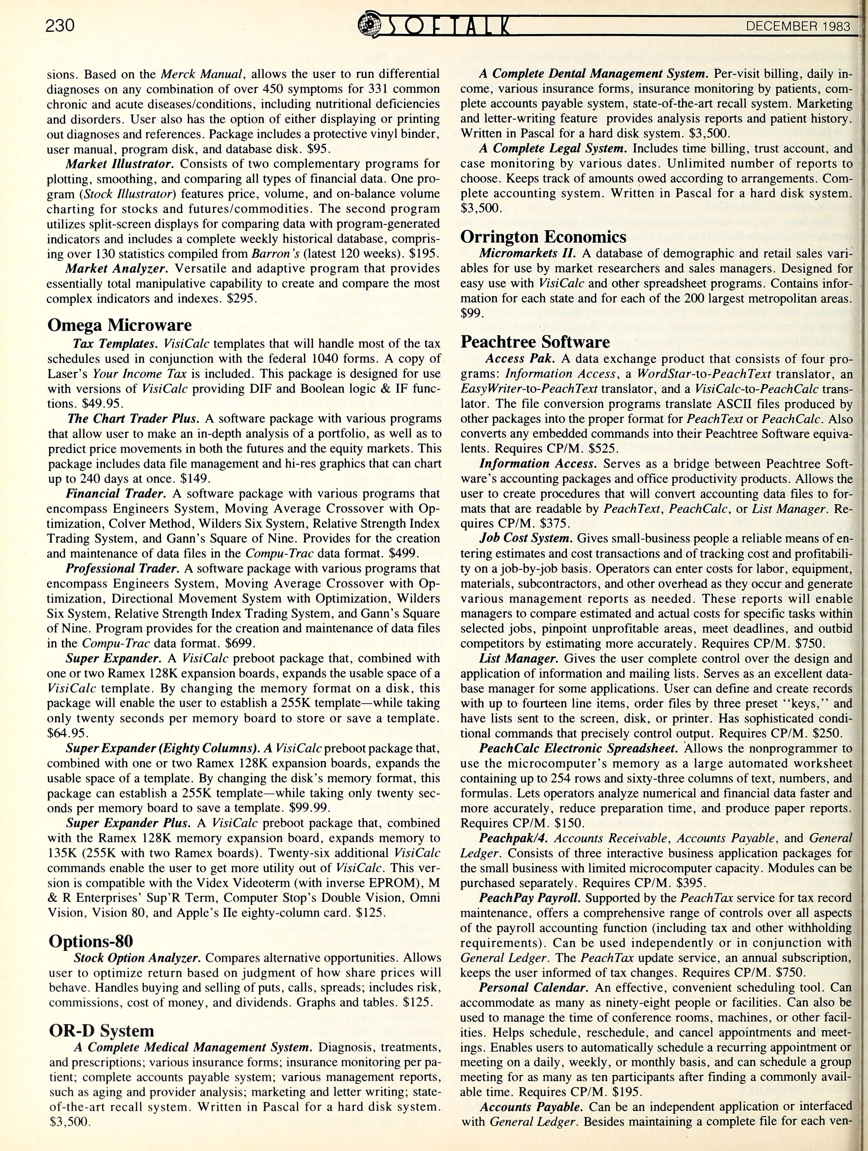 230
SOFTALK
DECEMBER 1983
sions. Based on the Merck Manual, allows the user to run differential
diagnoses on any combination of over 450 symptoms for 331 common
chronic and acute diseases/conditions, including nutritional deficiencies
and disorders. User also has the option of either displaying or printing
out diagnoses and references. Package includes a protective vinyl binder,
user manual, program disk, and database disk. $95.
Market Illustrator. Consists of two complementary programs for
plotting, smoothing, and comparing all types of financial data. One pro-
gram (Stock Illustrator) features price, volume, and on-balance volume
charting for stocks and futures/commodities. The second program
utilizes split-screen displays for comparing data with program-generated
indicators and includes a complete weekly historical database, compris-
ing over 130 statistics compiled from Barron's (latest 120 weeks). $195.
Market Analyzer. Versatile and adaptive program that provides
essentially total manipulative capability to create and compare the most
complex indicators and indexes. $295.
Omega Microware
Tax Templates. VisiCalc templates that will handle most of the tax
schedules used in conjunction with the federal 1040 forms. A copy of
Laser's Your Income Tax is included. This package is designed for use
with versions of VisiCalc providing DIF and Boolean logic & IF func-
tions. $49.95.
The Chart Trader Plus. A software package with various programs
that allow user to make an in-depth analysis of a portfolio, as well as to
predict price movements in both the futures and the equity markets. This
package includes data file management and hi-res graphics that can chart
up to 240 days at once. $149.
Financial Trader. A software package with various programs that
encompass Engineers System, Moving Average Crossover with Op-
timization, Colver Method, Wilders Six System, Relative Strength Index
Trading System, and Gann's Square of Nine. Provides for the creation
and maintenance of data files in the Compu-Trac data format. $499.
Professional Trader. A software package with various programs that
encompass Engineers System, Moving Average Crossover with Op-
timization, Directional Movement System with Optimization, Wilders
Six System, Relative Strength Index Trading System, and Gann's Square
of Nine. Program provides for the creation and maintenance of data files
in the Compu-Trac data format. $699.
Super Expander. A VisiCalc preboot package that, combined with
one or two Ramex 128K expansion boards, expands the usable space of a
VisiCalc template. By changing the memory format on a disk, this
package will enable the user to establish a 255K template—while taking
only twenty seconds per memory board to store or save a template.
$64.95.
Super Expander (Eighty Columns). A VisiCalc preboot package that,
combined with one or two Ramex 128K expansion boards, expands the
usable space of a template. By changing the disk's memory format, this
package can establish a 255K template—while taking only twenty sec-
onds per memory board to save a template. $99.99.
Super Expander Plus. A VisiCalc preboot package that, combined
with the Ramex 128K memory expansion board, expands memory to
135K (255K with two Ramex boards). Twenty-six additional VisiCalc
commands enable the user to get more utility out of VisiCalc. This ver-
sion is compatible with the Videx Videoterm (with inverse EPROM), M
& R Enterprises' Sup'R Term, Computer Stop's Double Vision, Omni
Vision, Vision 80, and Apple's IIe eighty-column card. $125.
Options-80
Stock Option Analyzer. Compares alternative opportunities. Allows
user to optimize return based on judgment of how share prices will
behave. Handles buying and selling of puts, calls, spreads; includes risk,
commissions, cost of money, and dividends. Graphs and tables. $125.
OR-D System
A Complete Medical Management System. Diagnosis, treatments,
and prescriptions; various insurance forms; insurance monitoring per pa-
tient; complete accounts payable system; various management reports,
such as aging and provider analysis; marketing and letter writing; state-
of-the-art recall system. Written in Pascal for a hard disk system.
$3,500.
A Complete Dental Management System. Per-visit billing, daily in-
come, various insurance forms, insurance monitoring by patients, com-
plete accounts payable system, state-of-the-art recall system. Marketing
and letter-writing feature provides analysis reports and patient history.
Written in Pascal for a hard disk system. $3,500.
A Complete Legal System. Includes time billing, trust account, and
case monitoring by various dates. Unlimited number of reports to
choose. Keeps track of amounts owed according to arrangements. Com-
plete accounting system. Written in Pascal for a hard disk system.
$3,500.
Orrington Economics
Micromarkets II. A database of demographic and retail sales vari-
ables for use by market researchers and sales managers. Designed for
easy use with VisiCalc and other spreadsheet programs. Contains infor-
mation for each state and for each of the 200 largest metropolitan areas.
$99.
Peachtree Software
Access Pak. A data exchange product that consists of four pro-
grams: Information Access, a WordStar-to-PeachText translator, an
EasyWriter-to-PeachText translator, and a VisiCalc-to-PeachCalc trans-
lator. The file conversion programs translate ASCII files produced by
other packages into the proper format for PeachText or PeachCalc. Also
converts any embedded commands into their Peachtree Software equiva-
lents. Requires CP/M. $525.
Information Access. Serves as a bridge between Peachtree Soft-
ware's accounting packages and office productivity products. Allows the
user to create procedures that will convert accounting data files to for-
mats that are readable by PeachText, PeachCalc, or List Manager. Re-
quires CP/M. $375.
Job Cost System. Gives small-business people a reliable means of en-
tering estimates and cost transactions and of tracking cost and profitabili-
ty on a job-by-job basis. Operators can enter costs for labor, equipment,
materials, subcontractors, and other overhead as they occur and generate
various management reports as needed. These reports will enable
managers to compare estimated and actual costs for specific tasks within
selected jobs, pinpoint unprofitable areas, meet deadlines, and outbid
competitors by estimating more accurately. Requires CP/M. $750.
List Manager. Gives the user complete control over the design and
application of information and mailing lists. Serves as an excellent data-
base manager for some applications. User can define and create records
with up to fourteen line items, order files by three preset "keys," and
have lists sent to the screen, disk, or printer. Has sophisticated condi-
tional commands that precisely control output. Requires CP/M. $250.
PeachCalc Electronic Spreadsheet. Allows the nonprogrammer to
use the microcomputer's memory as a large automated worksheet
containing up to 254 rows and sixty-three columns of text, numbers, and
formulas. Lets operators analyze numerical and financial data faster and
more accurately, reduce preparation time, and produce paper reports.
Requires CP/M. $150.
Peachpak/4. Accounts Receivable, Accounts Payable, and General
Ledger. Consists of three interactive business application packages for
the small business with limited microcomputer capacity. Modules can be
purchased separately. Requires CP/M. $395.
PeachPay Payroll. Supported by the PeachTax service for tax record
maintenance, offers a comprehensive range of controls over all aspects
of the payroll accounting function (including tax and other withholding
requirements). Can be used independently or in conjunction with
General Ledger. The PeachTax update service, an annual subscription,
keeps the user informed of tax changes. Requires CP/M. $750.
Personal Calendar. An effective, convenient scheduling tool. Can
accommodate as many as ninety-eight people or facilities. Can also be
used to manage the time of conference rooms, machines, or other facil-
ities. Helps schedule, reschedule, and cancel appointments and meet-
ings. Enables users to automatically schedule a recurring appointment or
meeting on a daily, weekly, or monthly basis, and can schedule a group
meeting for as many as ten participants after finding a commonly avail-
able time. Requires CP/M. $195.
Accounts Payable. Can be an independent application or interfaced
with General Ledger. Besides maintaining a complete file for each ven-